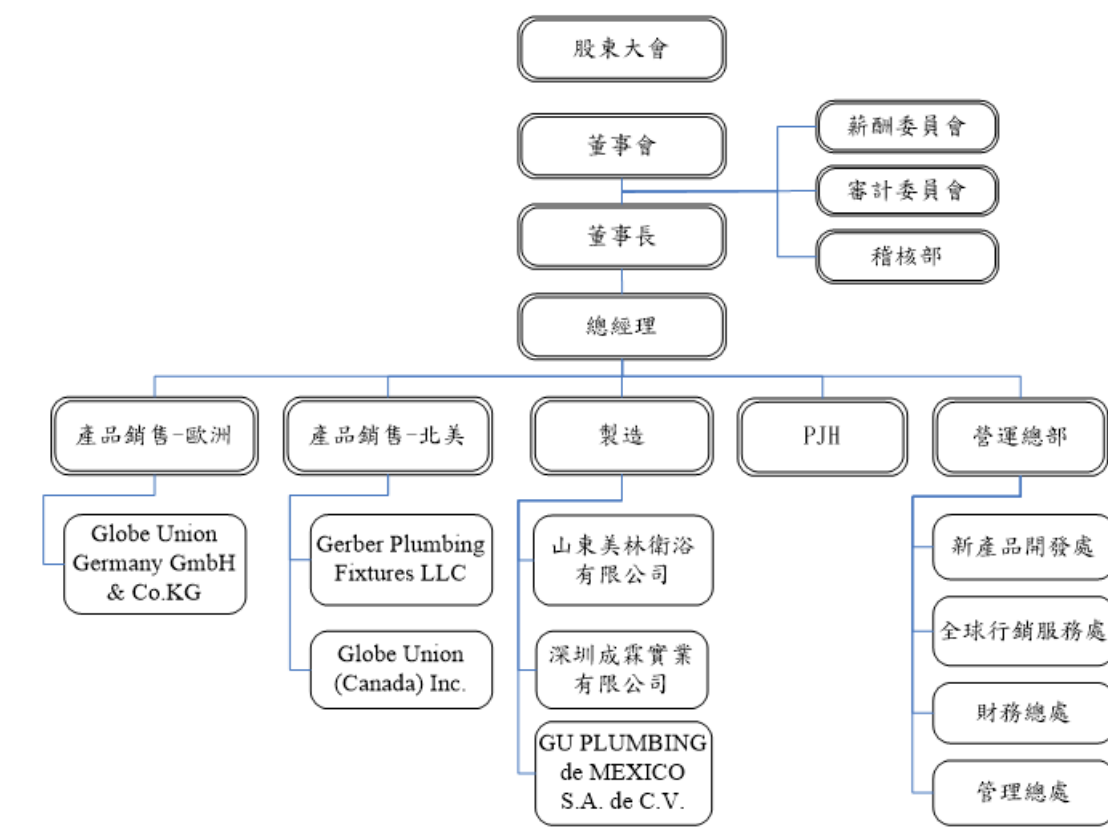 股東大會
董事會
薪酬委員會
審計委員會
董事長
稽核部
總經理
產品銷售-歐洲
產品銷售-北美
製造
PJH
營運總部
Globe Union
Germany GmbH
& Co.KG
Gerber Plumbing
Fixtures LLC
Globe Union
(Canada) Inc.
山東美林衛浴
有限公司
深圳成霖實業
有限公司
GU PLUMBING
de MEXICO
S.A. de C.V.
新產品開發處
全球行銷服務處
財務總處
管理總處